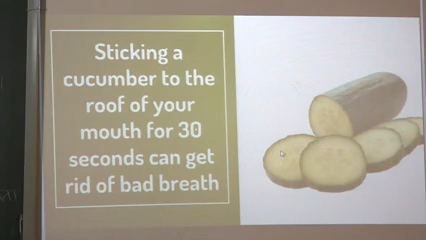 Sticking a
cucumber to the
roof of your
mouth for 30
seconds can get
rid of bad breath